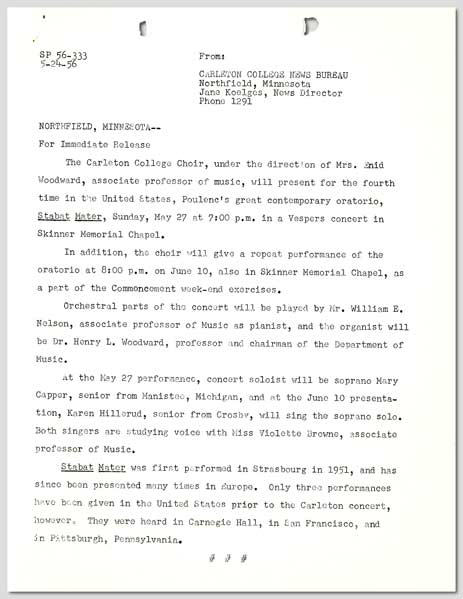 SP 56-333
5-24-56
From:
CARLETON COLLEGE NEWS BUREAU
Northfield, Minnesota
Jane Koelges, News Director
Phone 1291
NORTHFIELD, MINNESOTA--
For Immediate Release
The Carleton College Choir, under the direction of Mrs. Enid
Woodward, associate professor of music, will present for the fourth
time in the United States, Poulenc's great contemporary oratorio,
Stabat Mater, Sunday, May 27 at 7:00 p.m. in a Vespers concert in
Skinner Memorial Chapel.
In addition, the choir will give a repeat performance of the
oratorio at 8:00 p.m. on June 10, also in Skinner Memorial Chapel, as
a part of the Commencement week-end exercises.
Orchestral parts of the concert will be played by Mr. William E.
Nelson, associate professor of Music as pianist, and the organist will
be Dr. Henry L. Woodward, professor and chairman of the Department of
Music.
At the May 27 performance, concert soloist will be soprano Mary
Capper, senior from Manistee, Michigan, and at the June 10 presenta-
tion, Karen Hillerud, senior from Crosby, will sing the soprano solo.
Both singers are studying voice with Miss Violette Browne, associate
professor of Music.
Stabat Mater was first performed in Strasbourg in 1951, and has
since been presented many times in Europe. Only three performances
have been given in the United States prior to the Carleton concert,
however. They were heard in Carnegie Hall, in San Francisco, and
in Pittsburgh, Pennsylvania.
# # #